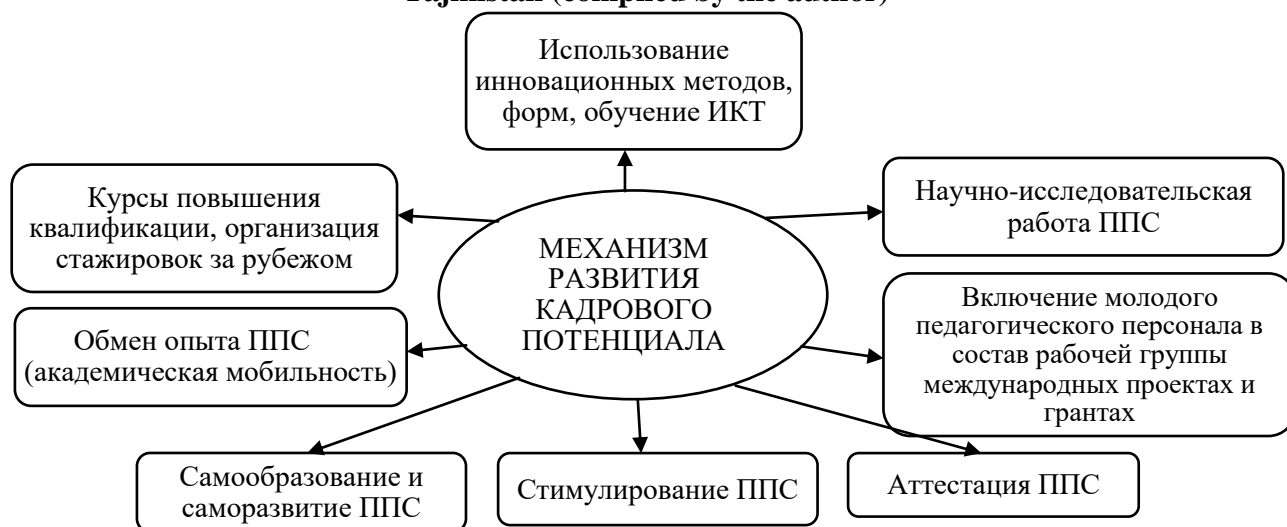 Tajikistan (compiled by the author)
Использование
инновационных методов,
форм, обучение ИКТ
Курсы повышения
квалификации, организация
стажировок за рубежом
Научно-исследовательская
работа ППС
МЕХАНИЗМ
РАЗВИТИЯ
КАДРОВОГО
ПОТЕНЦИАЛА
Обмен опыта ППС
(академическая мобильность)
Включение молодого
педагогического персонала в
состав рабочей группы
международных проектах и
грантах
Самообразование и
саморазвитие ППС
Стимулирование ППС
Аттестация ППС